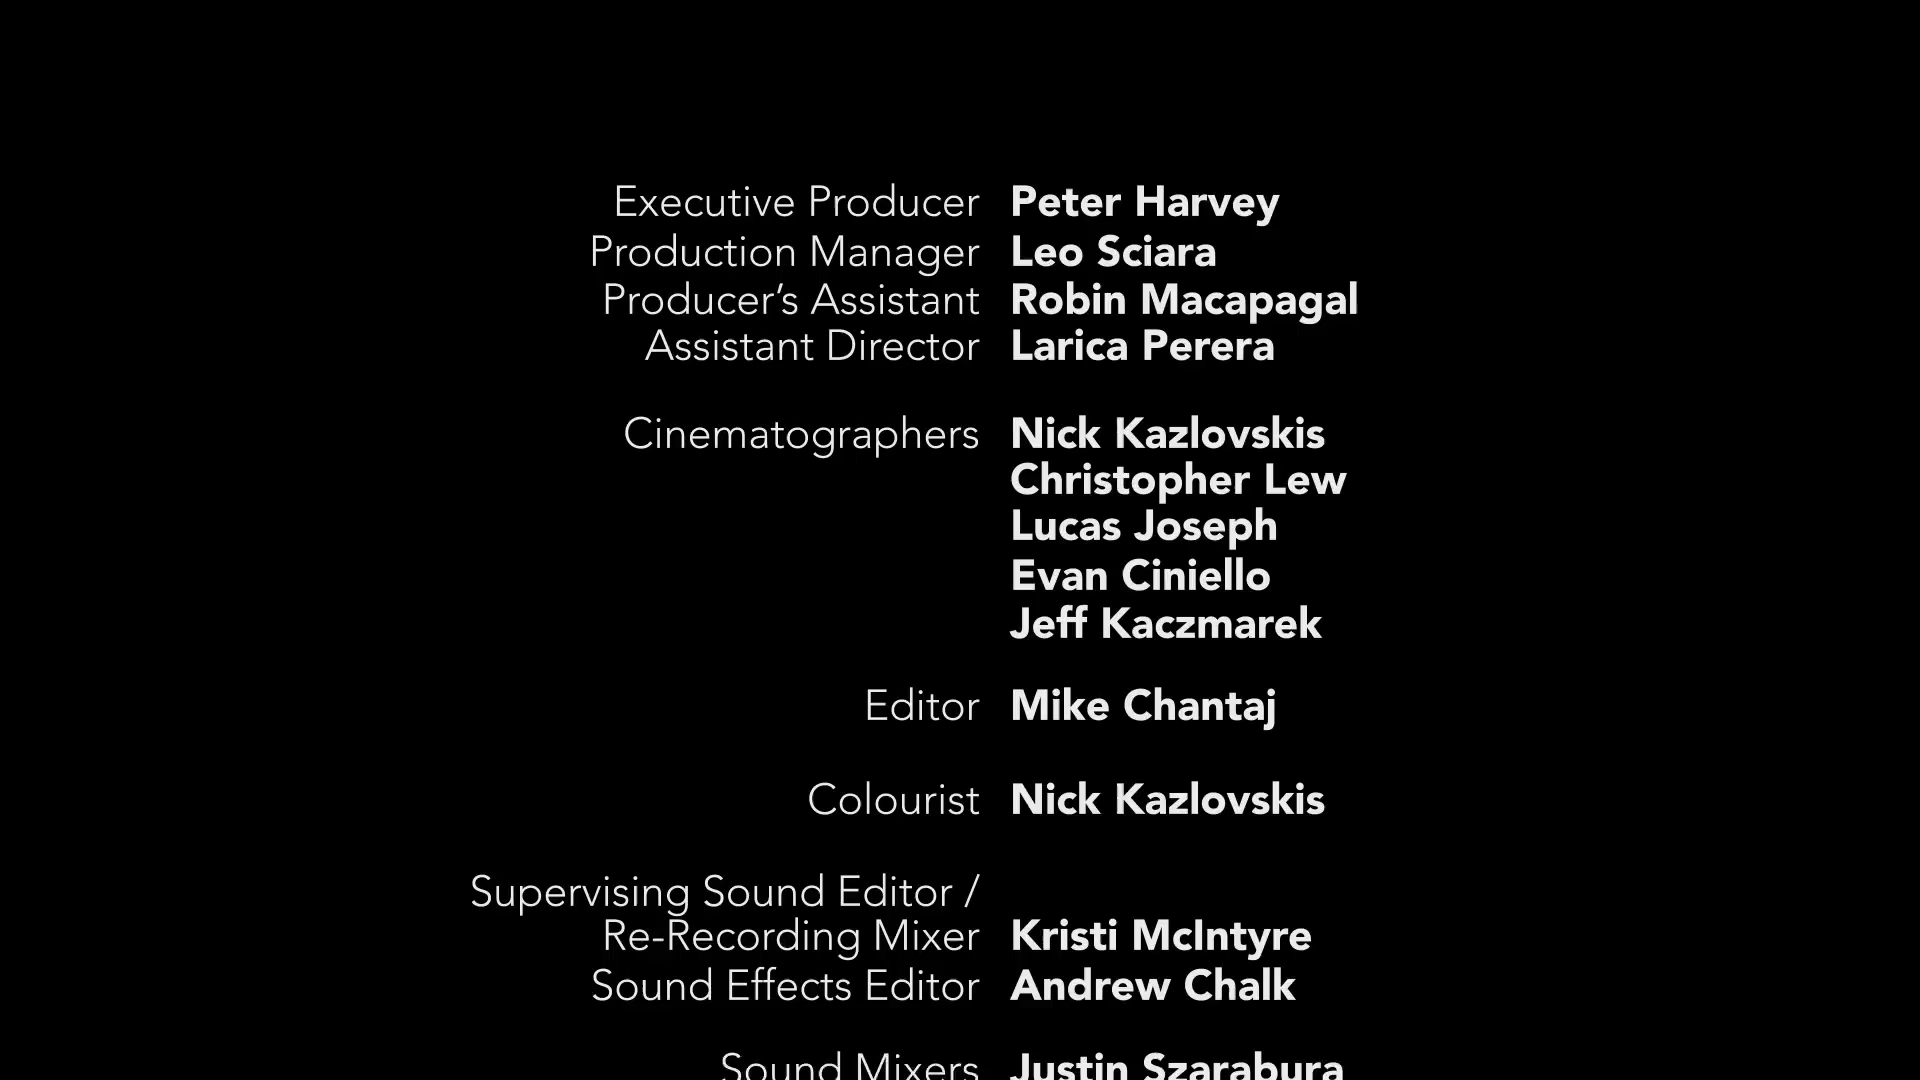 Executive Producer Peter Harvey
Production Manager Leo Sciara
Producer’s Assistant Robin Macapagal
Assistant Director Larica Perera
Cinematographers Nick Kazlovskis
Christopher Lew
Lucas Joseph
Evan Ciniello
Jeff Kaczmarek
Editor Mike Chantaj
Colourist Nick Kazlovskis
Supervising Sound Editor /
Re-Recording Mixer Kristi McIntyre
Sound Effects Editor Andrew Chalk
Sound Mixers Justin Szarabura